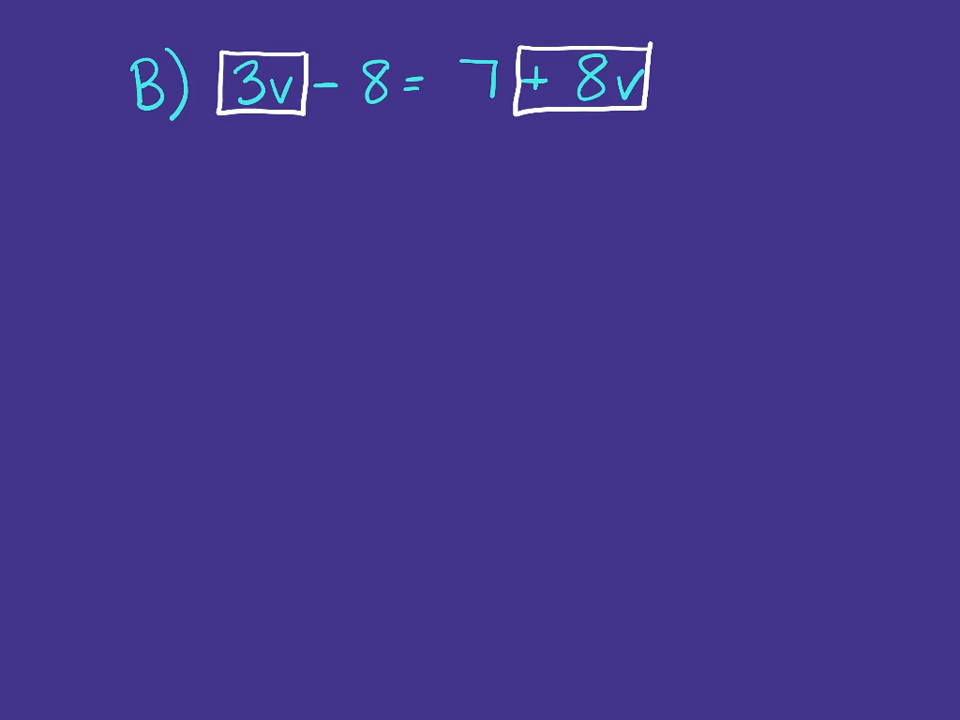 B) 3v - 8 = 7 + 8v